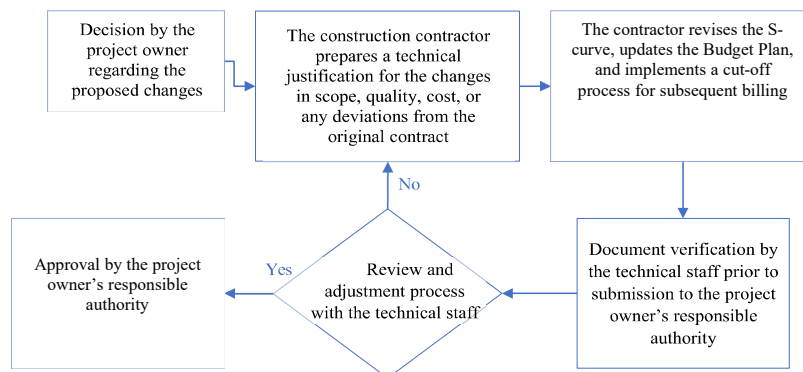 Decision by
the project owner
regarding the
proposed changes
The construction contractor
prepares a technical
justification for the changes
in scope, quality, cost, or
any deviations from the
original contract
The contractor revises the S-
curve, updates the Budget Plan,
and implements a cut-off
process for subsequent billing
No
Approval by the project
owner's responsible
authority
Yes
Review and
adjustment process
with the technical staff
Document verification by
the technical staff prior to
submission to the project
owner's responsible
authority